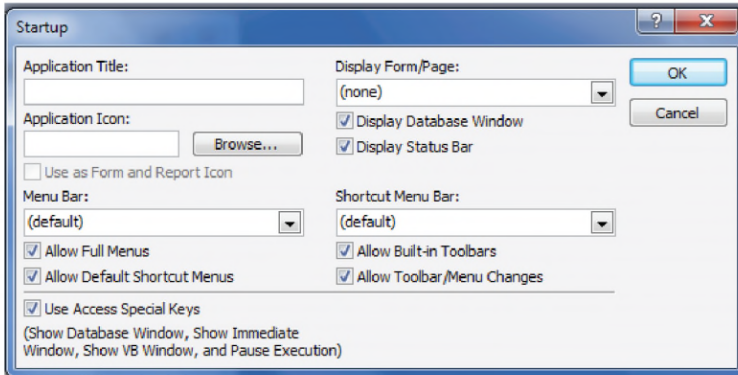 Startup
Application Title:
Display Form/Page:
OK
(none)
Cancel
Application Icon:
Display Database Window
Browse...
Display Status Bar
Use as Form and Report Icon
Menu Bar:
Shortcut Menu Bar:
(default)
(default)
Allow Full Menus
Allow Built-in Toolbars
Allow Default Shortcut Menus
Allow Toolbar/Menu Changes
Use Access Special Keys
(Show Database Window, Show Immediate
Window, Show VB Window, and Pause Execution)